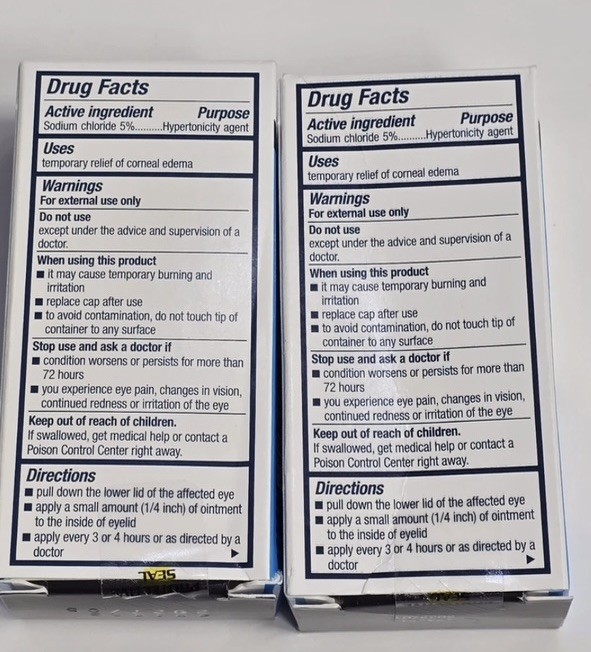 Drug Facts
Active ingredient Purpose
Sodium chloride 5%..........Hypertonicity agent
Uses
temporary relief of corneal edema
Warnings
For external use only
Do not use
except under the advice and supervision of a
doctor.
When using this product
■ it may cause temporary burning and
irritation
■ replace cap after use
■ to avoid contamination, do not touch tip of
container to any surface
Stop use and ask a doctor if
■ condition worsens or persists for more than
72 hours
■ you experience eye pain, changes in vision,
continued redness or irritation of the eye
Keep out of reach of children.
If swallowed, get medical help or contact a
Poison Control Center right away.
Directions
■ pull down the lower lid of the affected eye
■ apply a small amount (1/4 inch) of ointment
to the inside of eyelid
■ apply every 3 or 4 hours or as directed by a
doctor ▶
SEAL
Drug Facts
Active ingredient Purpose
Sodium chloride 5%..........Hypertonicity agent
Uses
temporary relief of corneal edema
Warnings
For external use only
Do not use
except under the advice and supervision of a
doctor.
When using this product
■ it may cause temporary burning and
irritation
■ replace cap after use
■ to avoid contamination, do not touch tip of
container to any surface
Stop use and ask a doctor if
■ condition worsens or persists for more than
72 hours
■ you experience eye pain, changes in vision,
continued redness or irritation of the eye
Keep out of reach of children.
If swallowed, get medical help or contact a
Poison Control Center right away.
Directions
■ pull down the lower lid of the affected eye
■ apply a small amount (1/4 inch) of ointment
to the inside of eyelid
■ apply every 3 or 4 hours or as directed by a
doctor ▶